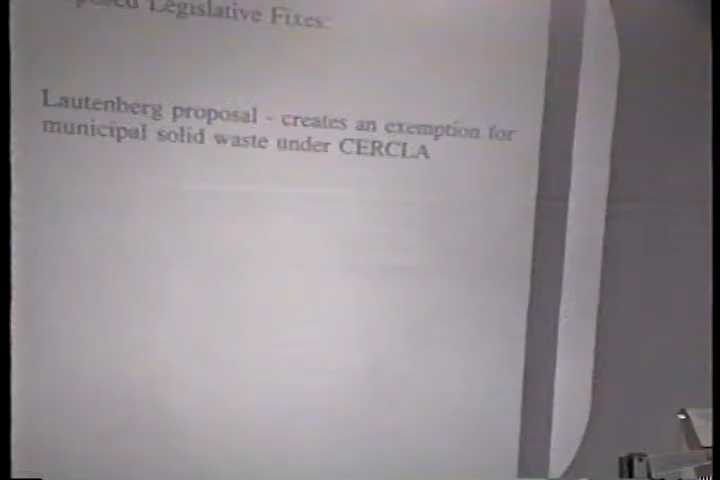 Legislative Fixes:
Lautenberg proposal - creates an exemption for
municipal solid waste under CERCLA